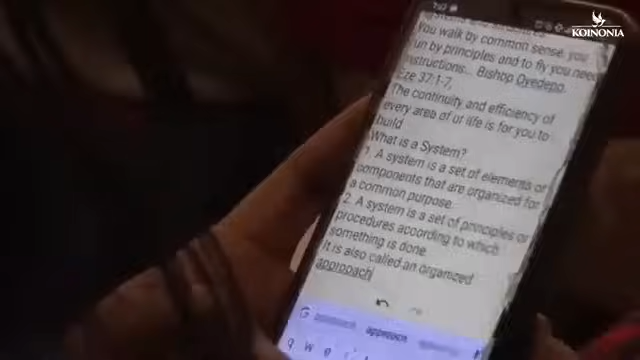 KOINONIA
7:02
You walk by common sense, you
run by principles and to fly you need
instructions... Bishop Oyedepo.
Eze 37:1-7,
The continuity and efficiency of
every area of ut life is for you to
build
What is a System?
1. A system is a set of elements or
components that are organized for
a common purpose.
2. A system is a set of principles or
procedures according to which
something is done
It is also called an organized
approach
G approach
q w e